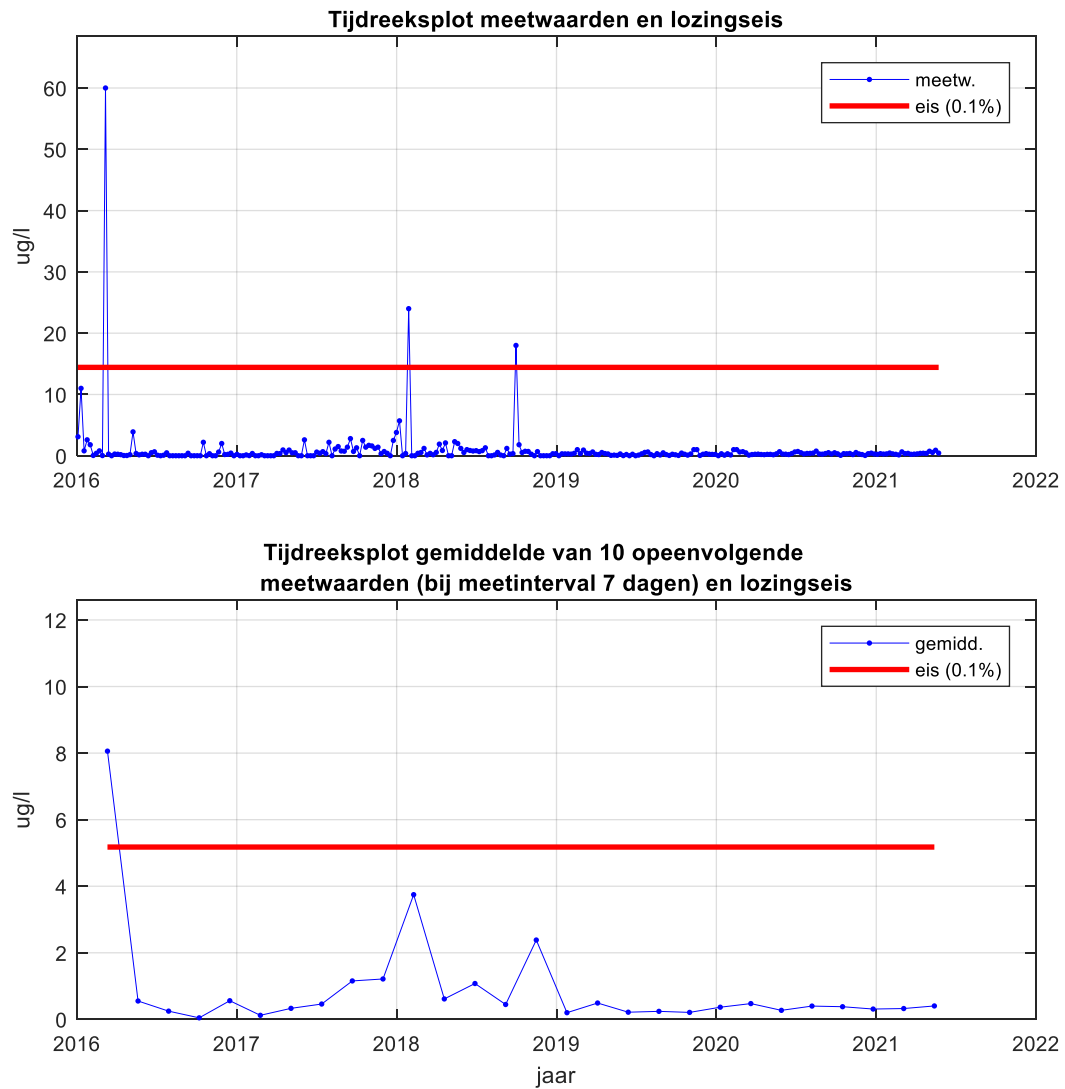 Tijdreeksplot meetwaarden en lozingseis
60
50
40
30
20
10
0
ug/l
meetw.
eis (0.1%)
2016 2017 2018 2019 2020 2021 2022
Tijdreeksplot gemiddelde van 10 opeenvolgende
meetwaarden (bij meetinterval 7 dagen) en lozingseis
12
10
8
6
4
2
0
ug/l
gemidd.
eis (0.1%)
2016 2017 2018 2019 2020 2021 2022
jaar